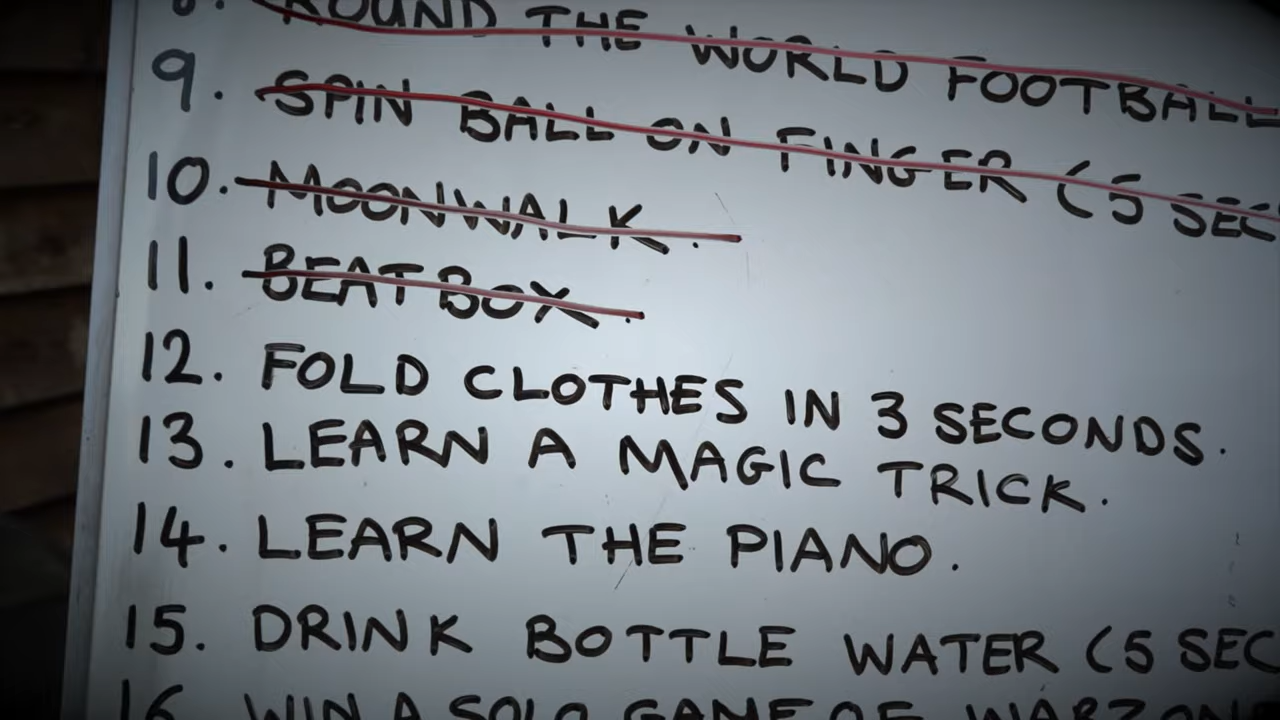 8. ROUND THE WORLD FOOTBALL
9. SPIN BALL ON FINGER (5 SEC
10. MOONWALK.
11. BEATBOX.
12. FOLD CLOTHES IN 3 SECONDS.
13. LEARN A MAGIC TRICK.
14. LEARN THE PIANO.
15. DRINK BOTTLE WATER (5 SEC
16. WIN A SOLO GAME OF WARZONE